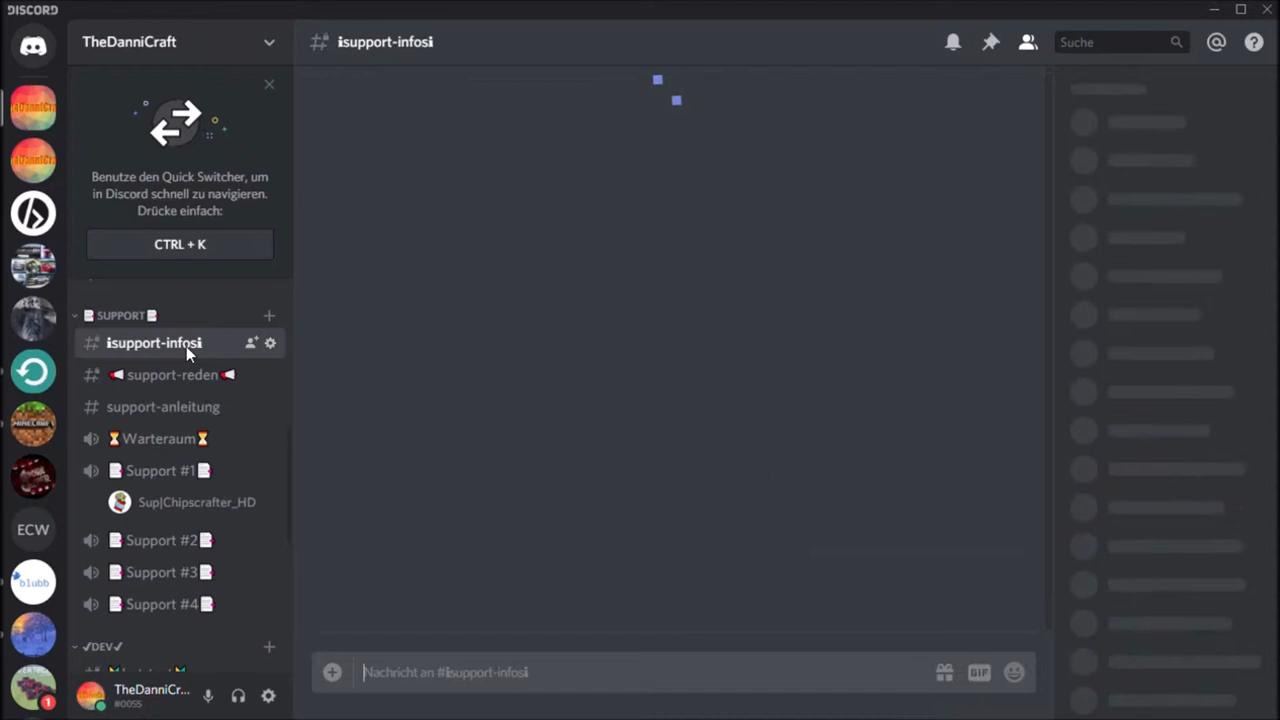 DISCORD
TheDanniCraft
ℹsupport-infosℹ
Suche
Benutze den Quick Switcher, um
in Discord schnell zu navigieren.
Drücke einfach:
CTRL + K
SUPPORT
ℹsupport-infosℹ
support-reden
support-anleitung
Warteraum
Support #1
Sup|Chipscrafter_HD
Support #2
Support #3
Support #4
✓DEV✓
ECW
blubb
1
TheDanniCr...
#0055
Nachricht an #ℹsupport-infosℹ
GIF